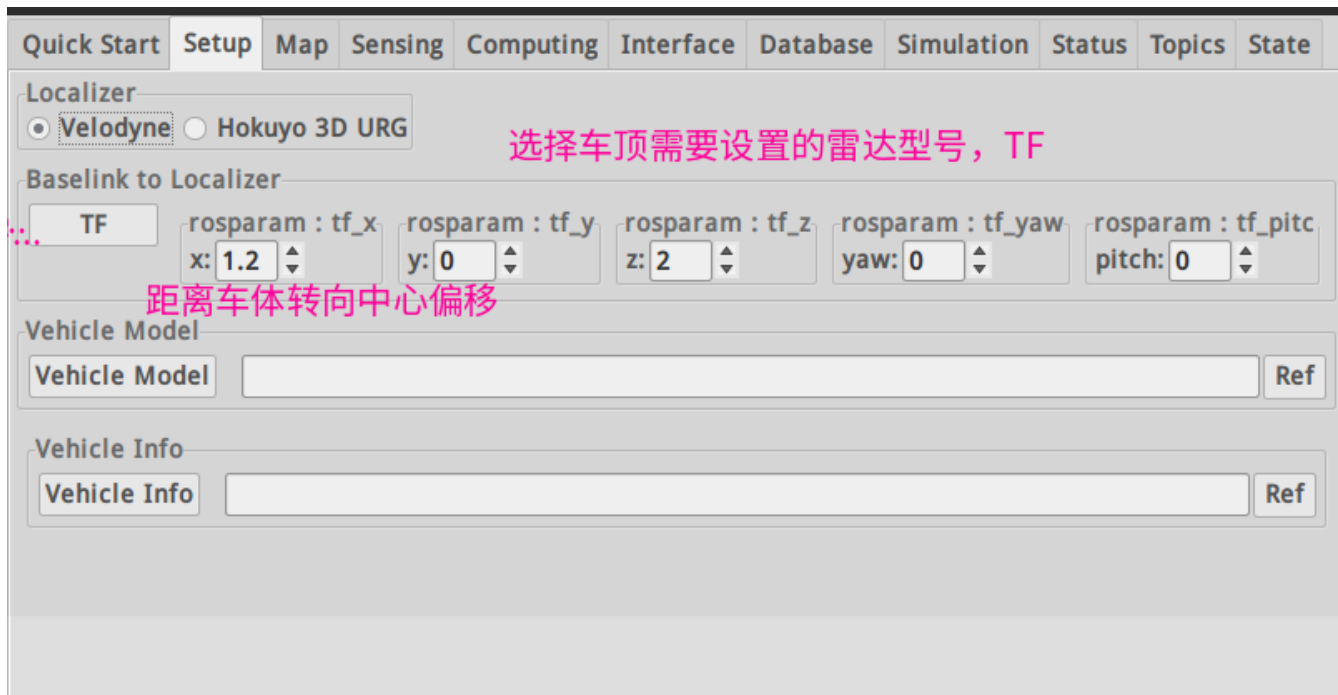 Quick Start Setup Map Sensing Computing Interface Database Simulation Status Topics State
Localizer
Velodyne Hokuyo 3D URG
选择车顶需要设置的雷达型号，TF
Baselink to Localizer
TF
rosparam : tf_x rosparam : tf_y rosparam : tf_z rosparam : tf_yaw rosparam : tf_pitc
x: 1.2 y: 0 z: 2 yaw: 0 pitch: 0
距离车体转向中心偏移
Vehicle Model
Vehicle Model Ref
Vehicle Info
Vehicle Info Ref